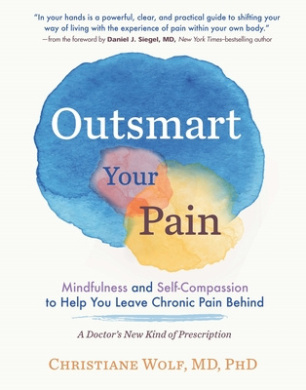 "In your hands is a powerful, clear, and practical guide to shifting your
way of living with the experience of pain within your own body."
—from the foreword by Daniel J. Siegel, MD, New York Times–bestselling author
Outsmart
Your
Pain
Mindfulness and Self-Compassion
to Help You Leave Chronic Pain Behind
A Doctor's New Kind of Prescription
CHRISTIANE WOLF, MD, PHD